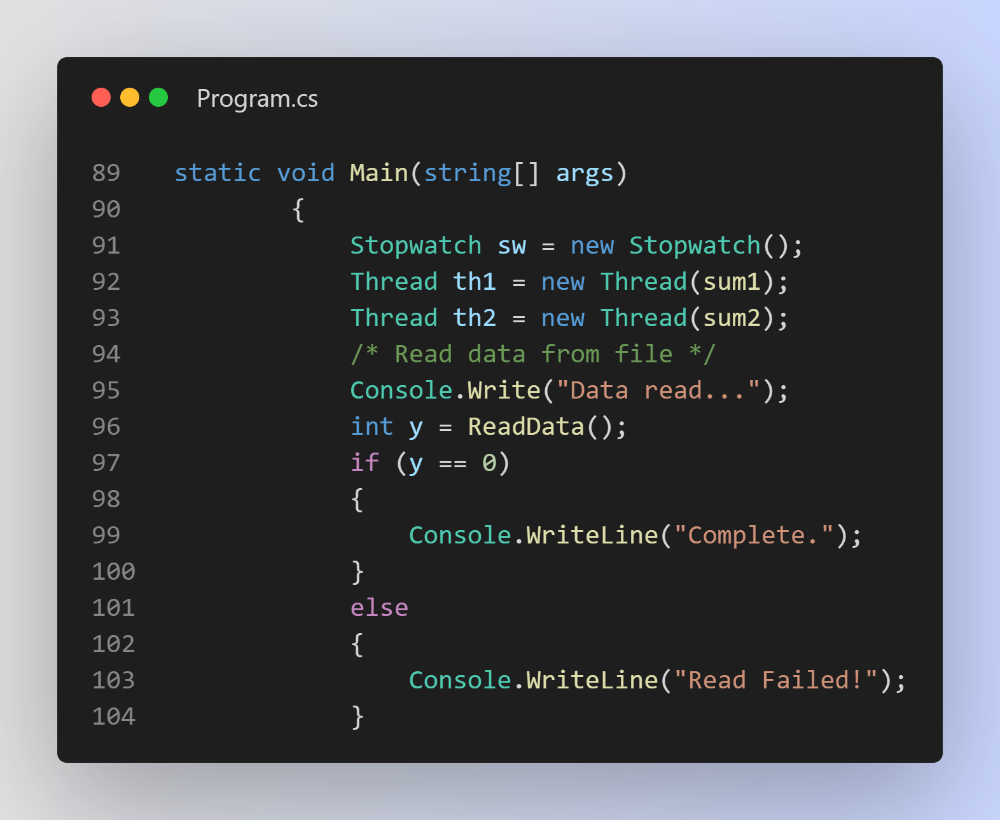 Program.cs
89 static void Main(string[] args)
90 {
91 Stopwatch sw = new Stopwatch();
92 Thread th1 = new Thread(sum1);
93 Thread th2 = new Thread(sum2);
94 /* Read data from file */
95 Console.Write("Data read...");
96 int y = ReadData();
97 if (y == 0)
98 {
99 Console.WriteLine("Complete.");
100 }
101 else
102 {
103 Console.WriteLine("Read Failed!");
104 }